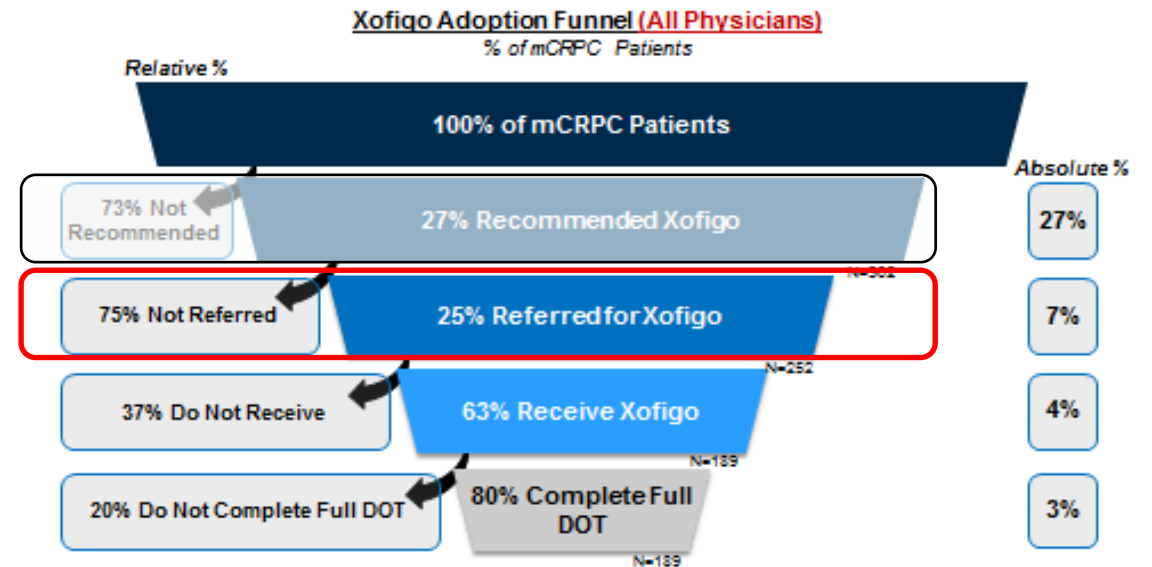 Xofigo Adoption Funnel (All Physicians)
% of mCRPC Patients
Relative %
100% of mCRPC Patients
Absolute %
73% Not
Recommended
27% Recommended Xofigo
27%
75% Not Referred
25% Referred for Xofigo
7%
N=252
37% Do Not Receive
63% Receive Xofigo
4%
N=189
20% Do Not Complete Full DOT
80% Complete Full
DOT
3%
N=189